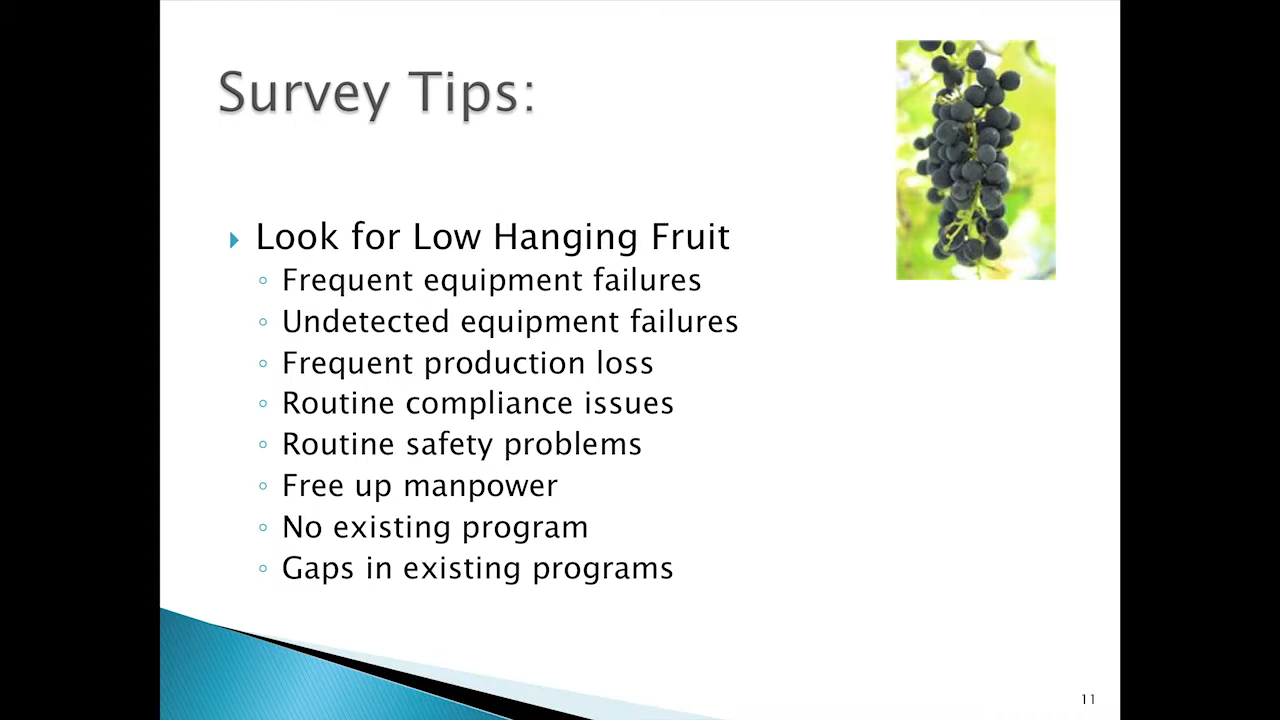 Survey Tips:
Look for Low Hanging Fruit
Frequent equipment failures
Undetected equipment failures
Frequent production loss
Routine compliance issues
Routine safety problems
Free up manpower
No existing program
Gaps in existing programs
11